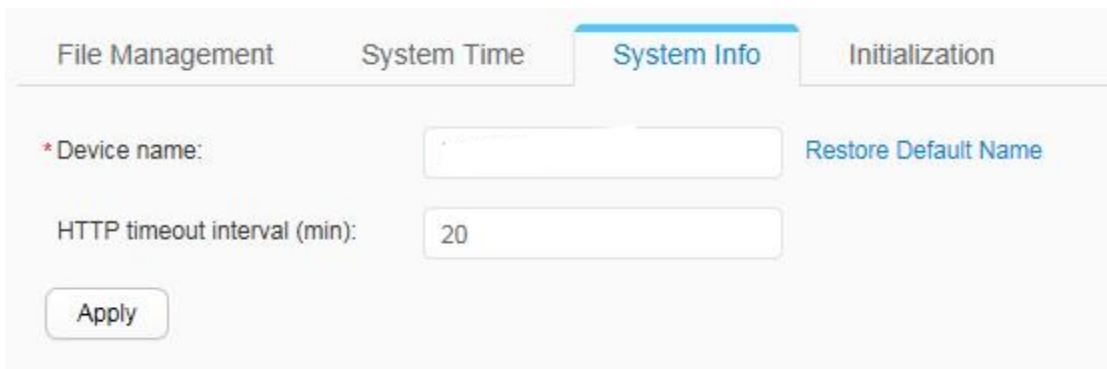 File Management System Time System Info Initialization
* Device name: Restore Default Name
HTTP timeout interval (min): 20
Apply